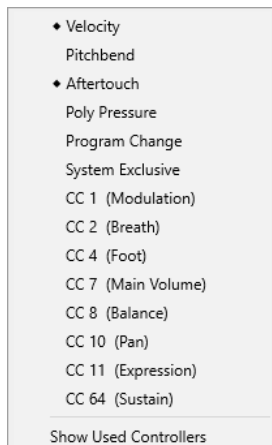 ◆ Velocity
Pitchbend
◆ Aftertouch
Poly Pressure
Program Change
System Exclusive
CC 1 (Modulation)
CC 2 (Breath)
CC 4 (Foot)
CC 7 (Main Volume)
CC 8 (Balance)
CC 10 (Pan)
CC 11 (Expression)
CC 64 (Sustain)
Show Used Controllers